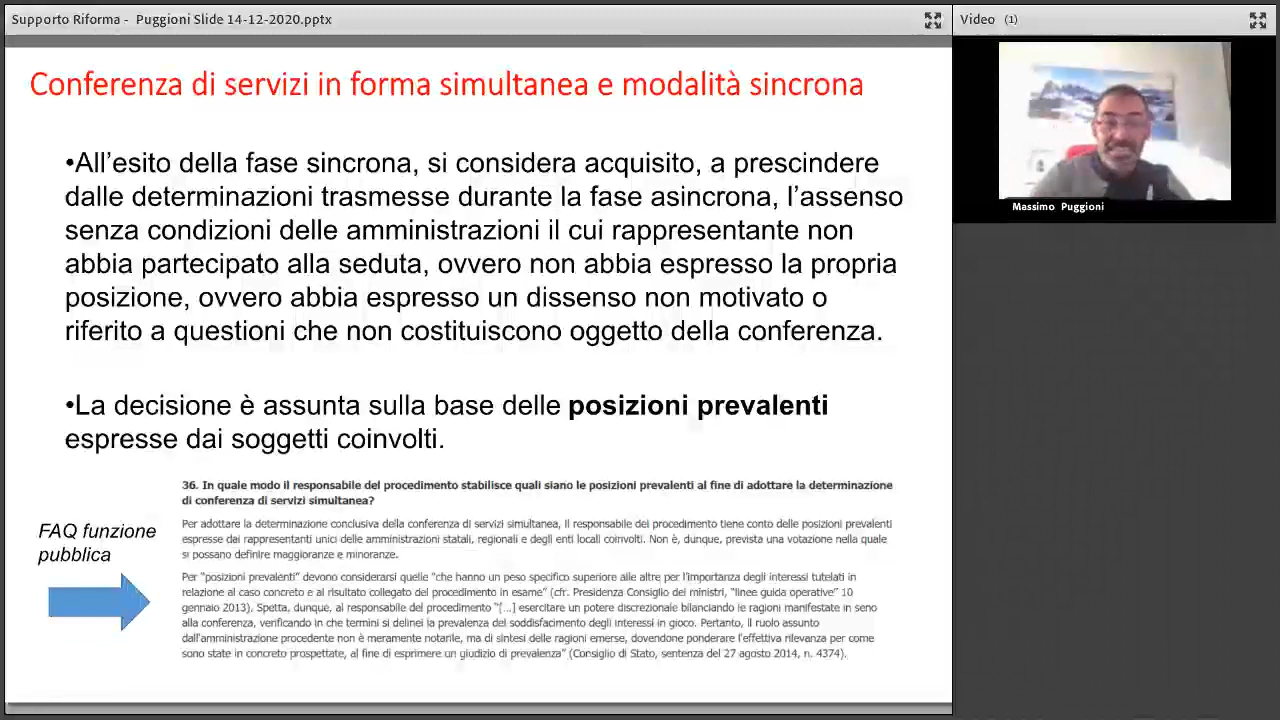 Supporto Riforma - Puggioni Slide 14-12-2020.pptx
Video (1)
Massimo Puggioni
Conferenza di servizi in forma simultanea e modalità sincrona
•All'esito della fase sincrona, si considera acquisito, a prescindere
dalle determinazioni trasmesse durante la fase asincrona, l'assenso
senza condizioni delle amministrazioni il cui rappresentante non
abbia partecipato alla seduta, ovvero non abbia espresso la propria
posizione, ovvero abbia espresso un dissenso non motivato o
riferito a questioni che non costituiscono oggetto della conferenza.
•La decisione è assunta sulla base delle posizioni prevalenti
espresse dai soggetti coinvolti.
FAQ funzione
pubblica
36. In quale modo il responsabile del procedimento stabilisce quali siano le posizioni prevalenti al fine di adottare la determinazione
di conferenza di servizi simultanea?
Per adottare la determinazione conclusiva della conferenza di servizi simultanea, il responsabile del procedimento tiene conto delle posizioni prevalenti
espresse dai rappresentanti unici delle amministrazioni statali, regionali e degli enti locali coinvolti. Non è, dunque, prevista una votazione nella quale
si possano definire maggioranze e minoranze.
Per "posizioni prevalenti" devono considerarsi quelle "che hanno un peso specifico superiore alle altre per l'importanza degli interessi tutelati in
relazione al caso concreto e al risultato collegato del procedimento in esame" (cfr. Presidenza Consiglio dei ministri, "linee guida operative" 10
gennaio 2013). Spetta, dunque, al responsabile del procedimento "[...] esercitare un potere discrezionale bilanciando le ragioni manifestate in seno
alla conferenza, verificando in che termini si delinei la prevalenza del soddisfacimento degli interessi in gioco. Pertanto, il ruolo assunto
dall'amministrazione procedente non è meramente notarile, ma di sintesi delle ragioni emerse, dovendone ponderare l'effettiva rilevanza per come
sono state in concreto prospettate, al fine di esprimere un giudizio di prevalenza" (Consiglio di Stato, sentenza del 27 agosto 2014, n. 4374).